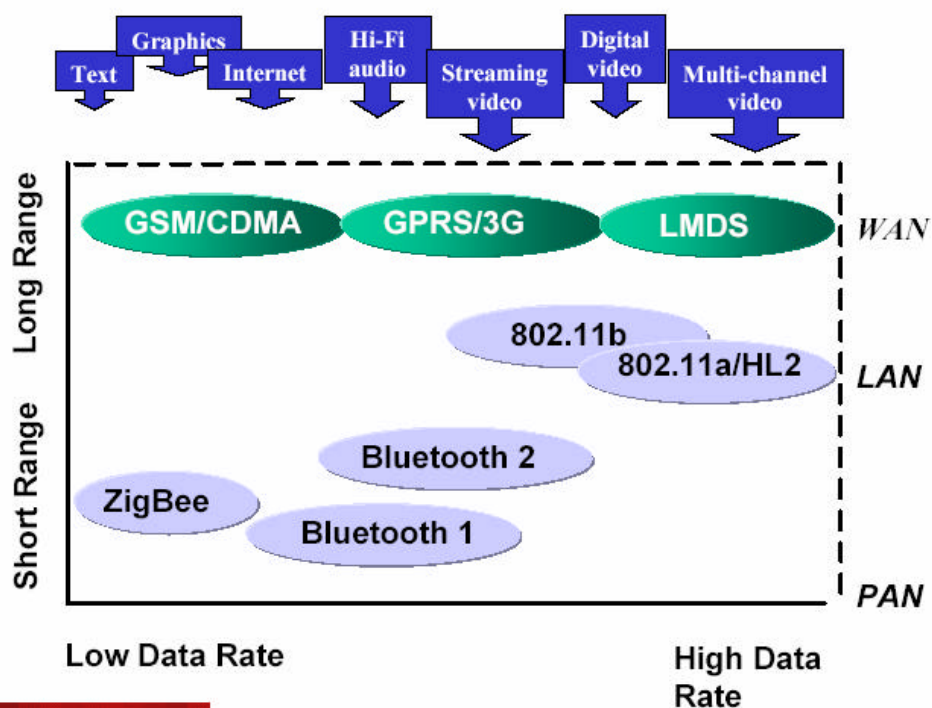 Text
Graphics
Internet
Hi-Fi
audio
Streaming
video
Digital
video
Multi-channel
video
Long Range
Short Range
GSM/CDMA
GPRS/3G
LMDS
WAN
802.11b
802.11a/HL2
LAN
Bluetooth 2
ZigBee
Bluetooth 1
PAN
Low Data Rate
High Data
Rate